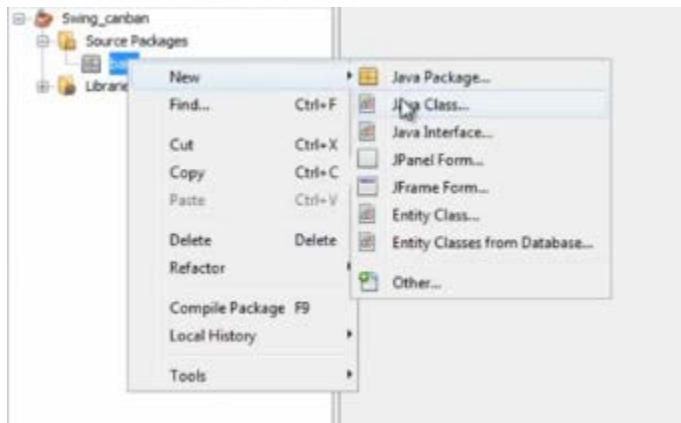 Swing_canban
Source Packages
New
Find... Ctrl+F
Cut Ctrl+X
Copy Ctrl+C
Paste Ctrl+V
Delete Delete
Refactor
Compile Package F9
Local History
Tools
Java Package...
Java Class...
Java Interface...
JPanel Form...
JFrame Form...
Entity Class...
Entity Classes from Database...
Other...